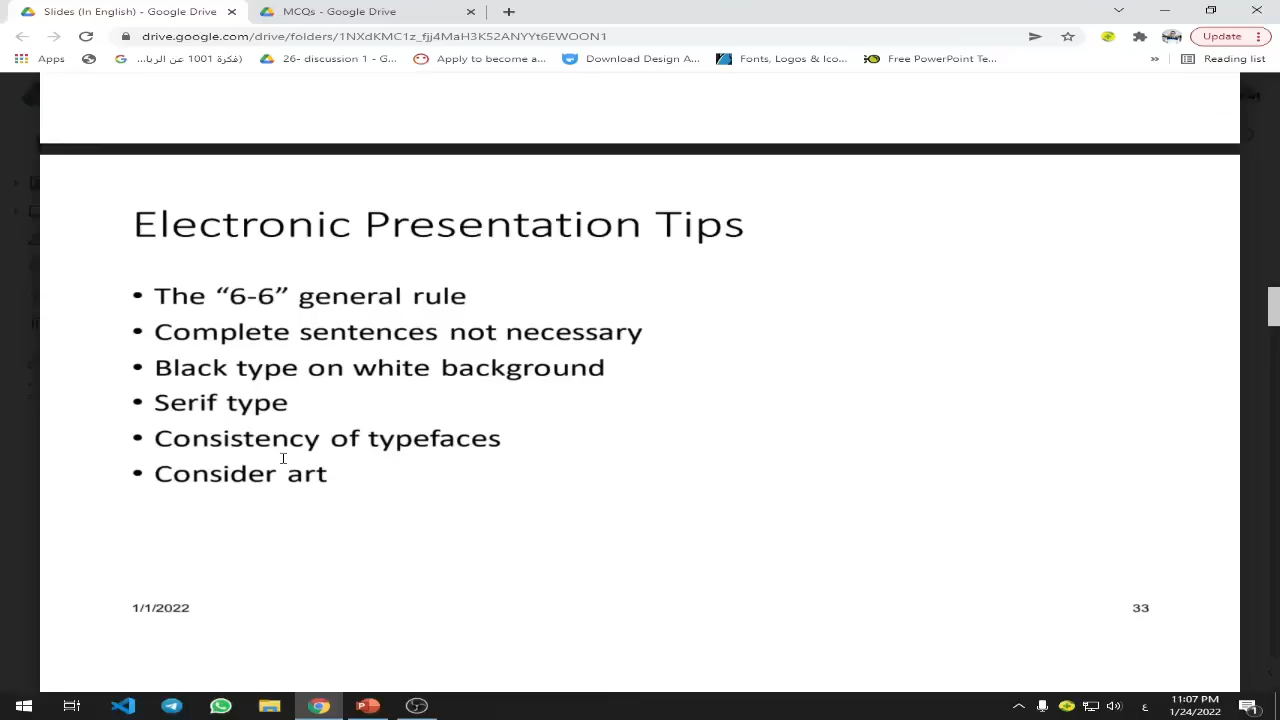 Slides (In English) - Google Drive
MCQs - Google Drive
drive.google.com/drive/folders/1NXdKMC1z_fjj4MaH3K52ANYYt6EWOON1
Update
Apps
(فكرة 1001 عن الريا...
26- discussion 1 - G...
Apply to become a...
Download Design A...
Fonts, Logos & Ico...
Free PowerPoint Te...
»
Reading list
Electronic Presentation Tips
• The “6-6” general rule
• Complete sentences not necessary
• Black type on white background
• Serif type
• Consistency of typefaces
• Consider art
1/1/2022
33
ع
11:07 PM
1/24/2022
1